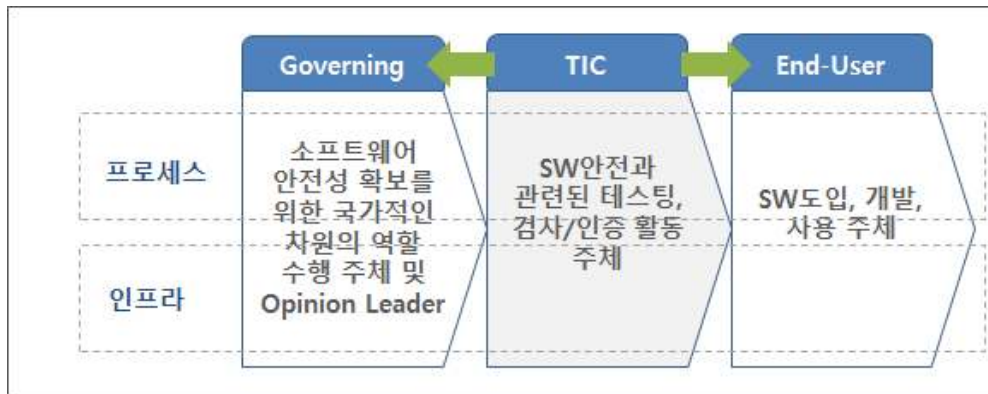 Governing
TIC
End-User
프로세스
인프라
소프트웨어
안전성 확보를
위한 국가적인
차원의 역할
수행 주체 및
Opinion Leader
SW안전과
관련된 테스팅,
검사/인증 활동
주체
SW도입, 개발,
사용 주체